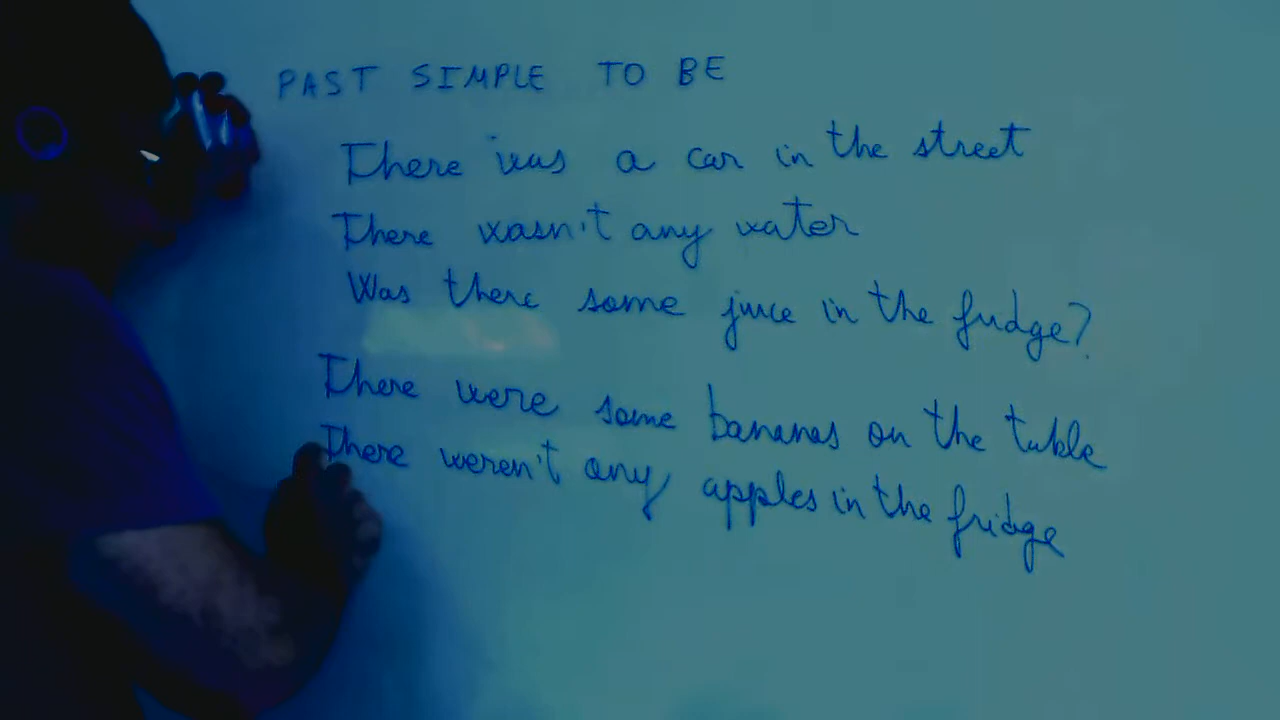 PAST SIMPLE TO BE
There was a car in the street
There wasn't any water
Was there some juice in the fridge?
There were some bananas on the table
There weren't any apples in the fridge